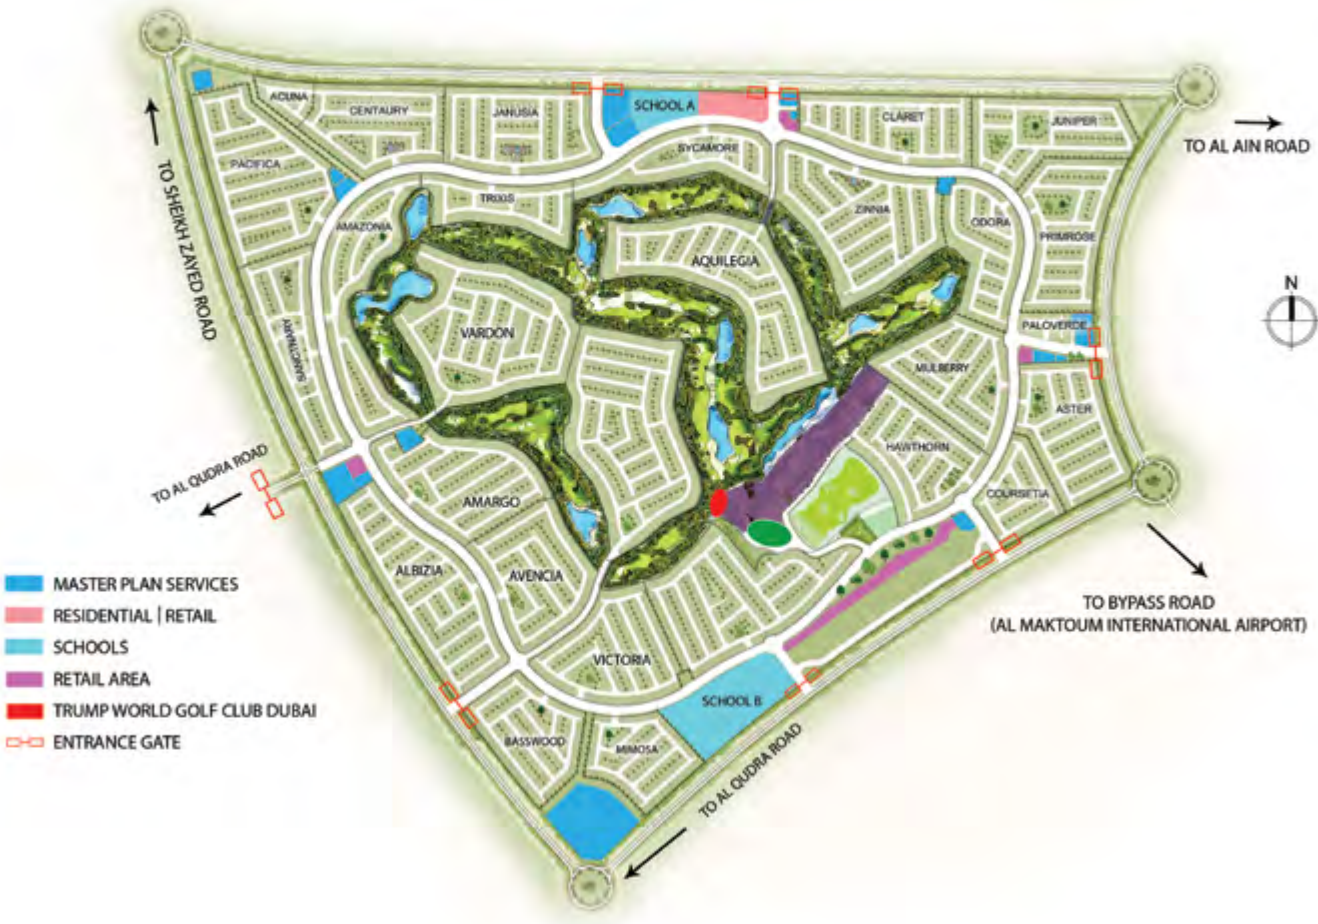 ACUNA
CENTAURY
JANUSIA
SCHOOL A
CLARET
JUNIPER
TO AL AIN ROAD
PACIFICA
SYCAMORE
TRIXIS
AMAZONIA
ZINNIA
ODORA
PRIMROSE
TO SHEIKH ZAYED ROAD
AQUILEGIA
N
SANCTNARY
VARDON
PALOVERDE
MULBERRY
ASTER
HAWTHORN
TO AL QUDRA ROAD
AMARGO
COURSETIA
ALBIZIA
AVENCIA
MASTER PLAN SERVICES
RESIDENTIAL | RETAIL
SCHOOLS
RETAIL AREA
TRUMP WORLD GOLF CLUB DUBAI
ENTRANCE GATE
TO BYPASS ROAD
(AL MAKTOUM INTERNATIONAL AIRPORT)
VICTORIA
SCHOOL B
BASSWOOD
MIMOSA
TO AL QUDRA ROAD